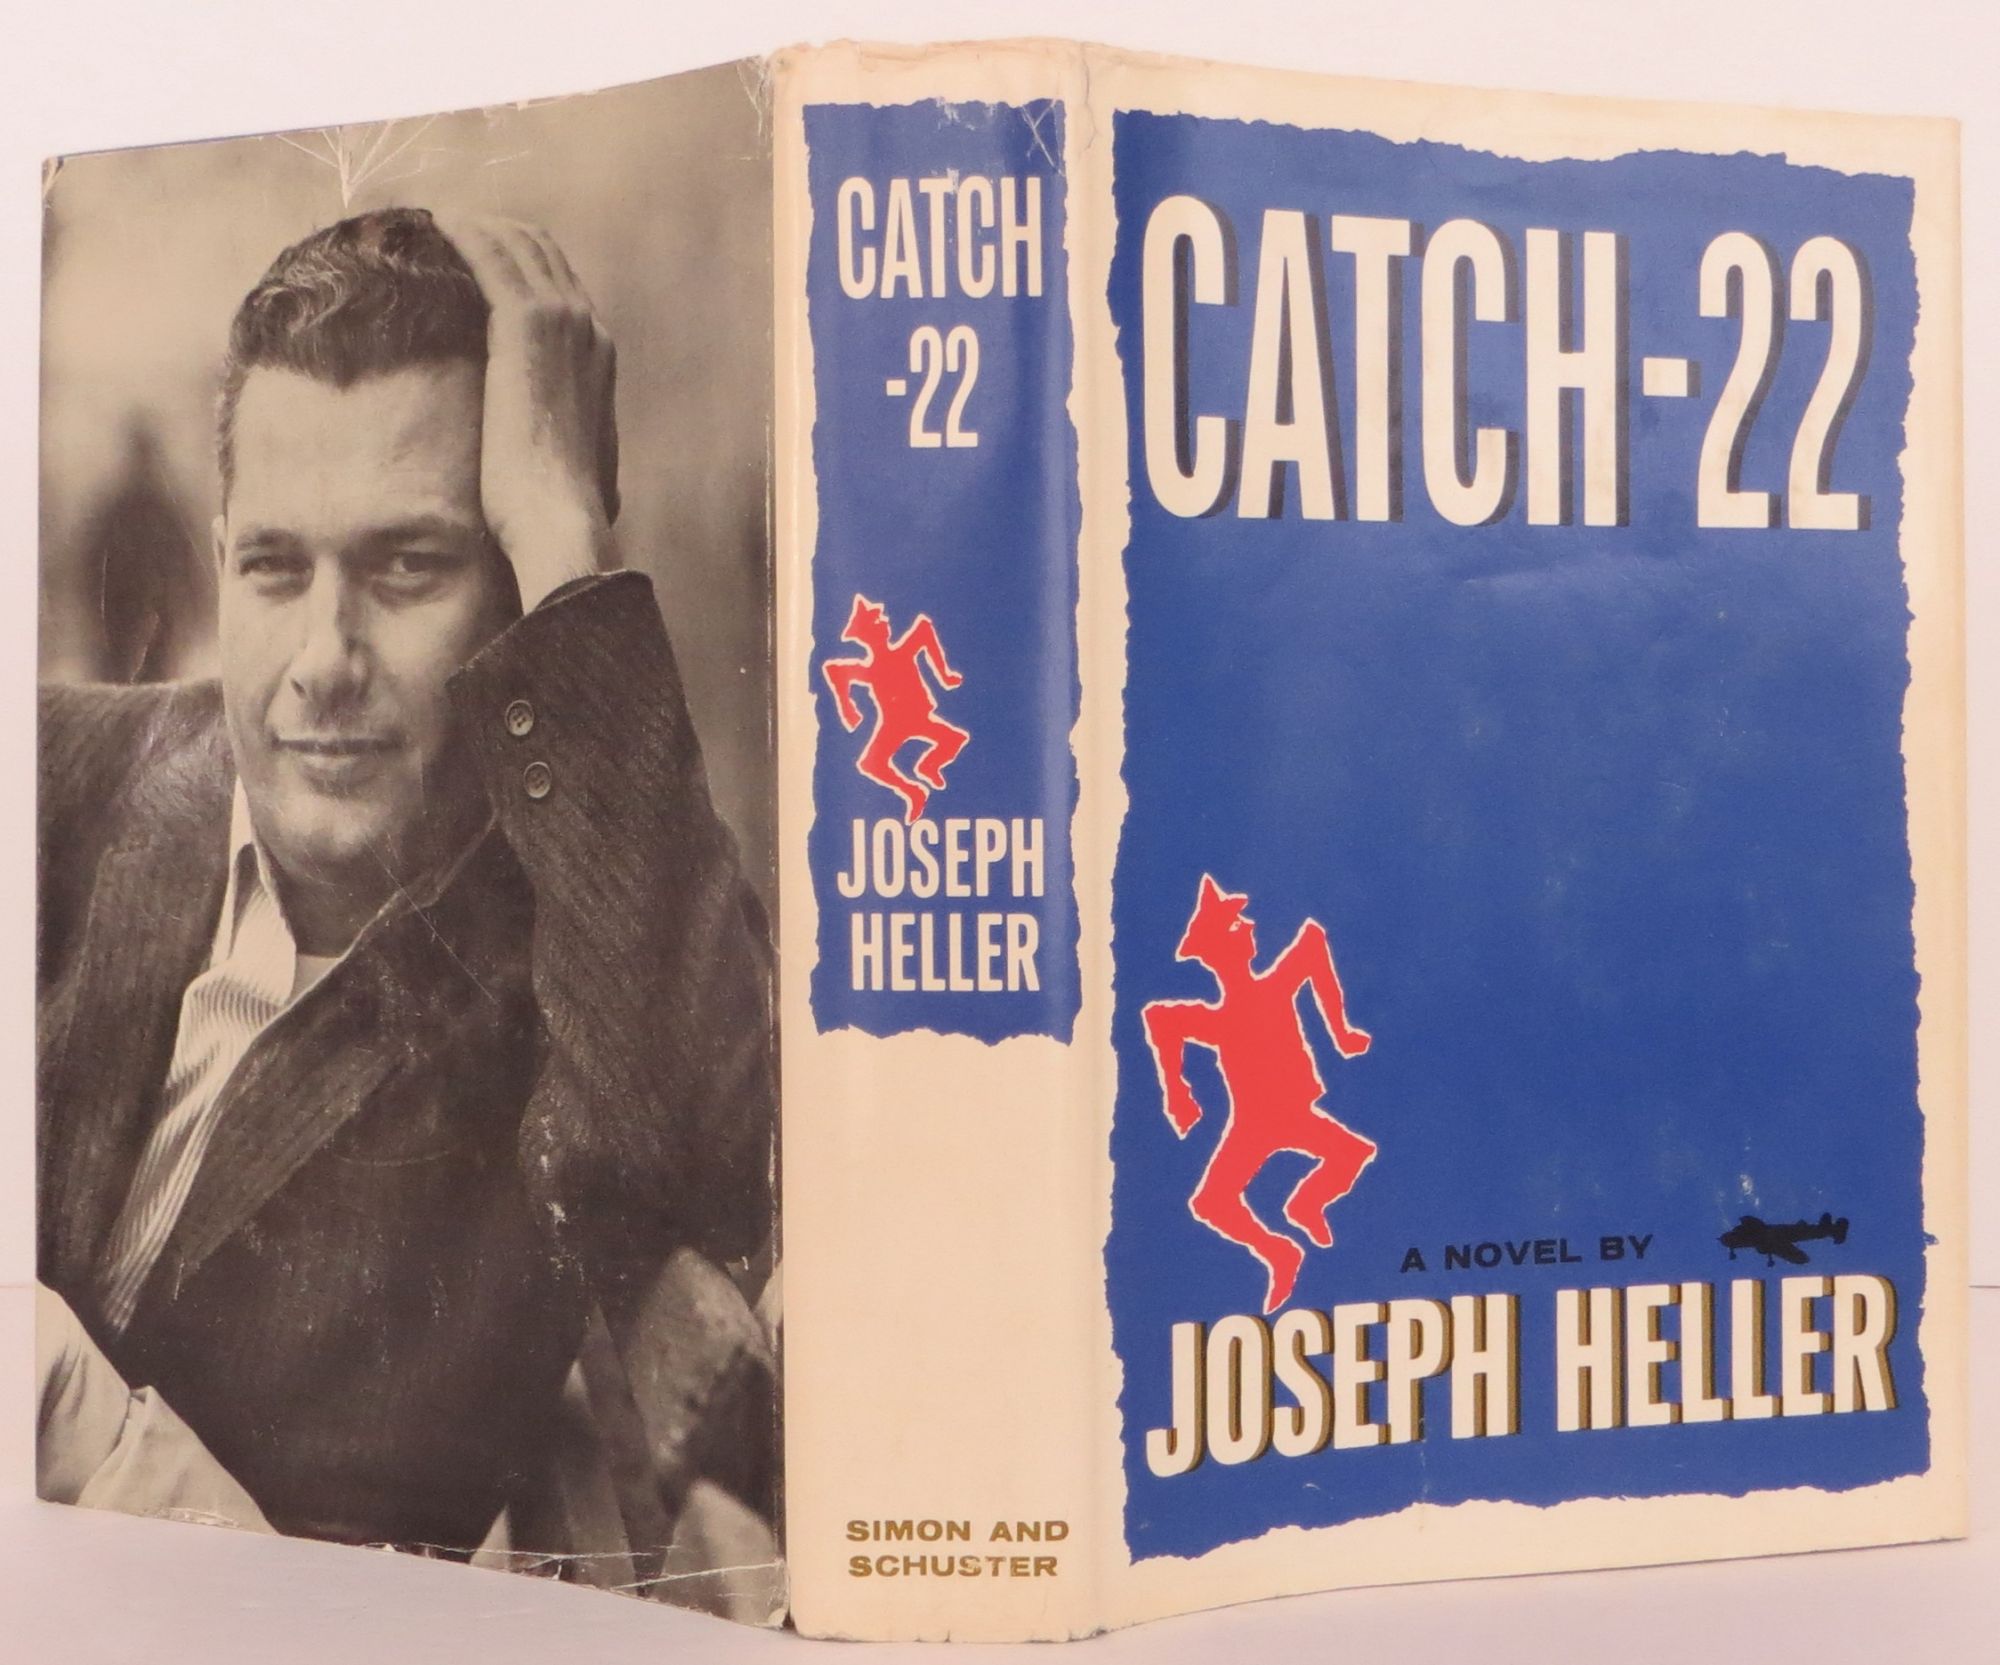 CATCH
-22
JOSEPH
HELLER
SIMON AND
SCHUSTER
CATCH-22
A NOVEL BY
JOSEPH HELLER